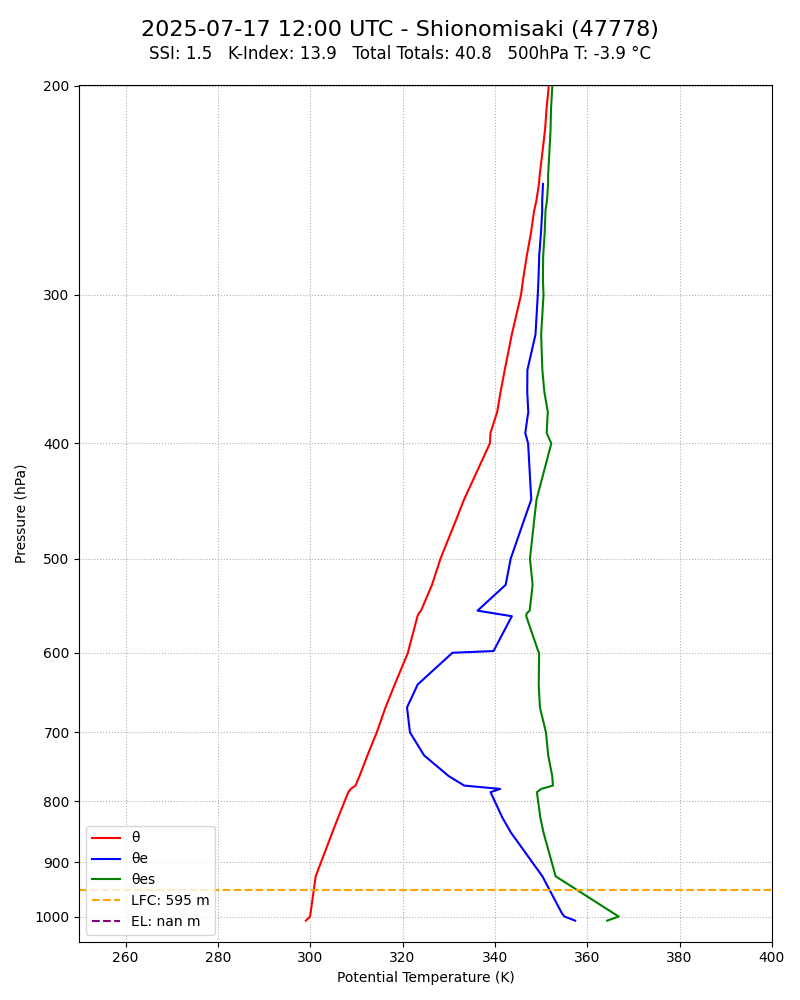 2025-07-17 12:00 UTC - Shionomisaki (47778)
SSI: 1.5   K-Index: 13.9   Total Totals: 40.8   500hPa T: -3.9 °C
200
300
400
500
600
700
800
900
1000
Pressure (hPa)
θ
θe
θes
LFC: 595 m
EL: nan m
260
280
300
320
340
360
380
400
Potential Temperature (K)